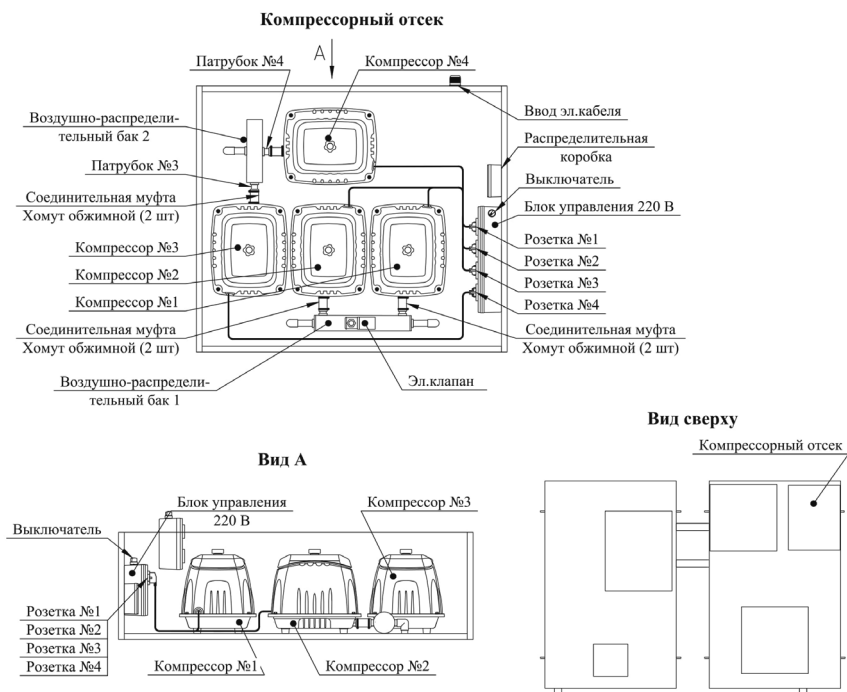 Компрессорный отсек
А
Патрубок №4
Компрессор №4
Воздушно-распредели-
тельный бак 2
Ввод эл.кабеля
Распределительная
коробка
Патрубок №3
Выключатель
Соединительная муфта
Хомут обжимной (2 шт)
Блок управления 220 В
Компрессор №3
Компрессор №2
Компрессор №1
Розетка №1
Розетка №2
Розетка №3
Розетка №4
Соединительная муфта
Хомут обжимной (2 шт)
Соединительная муфта
Хомут обжимной (2 шт)
Воздушно-распредели-
тельный бак 1
Эл.клапан
Вид сверху
Компрессорный отсек
Вид А
Блок управления
220 В
Компрессор №3
Выключатель
Розетка №1
Розетка №2
Розетка №3
Розетка №4
Компрессор №1
Компрессор №2